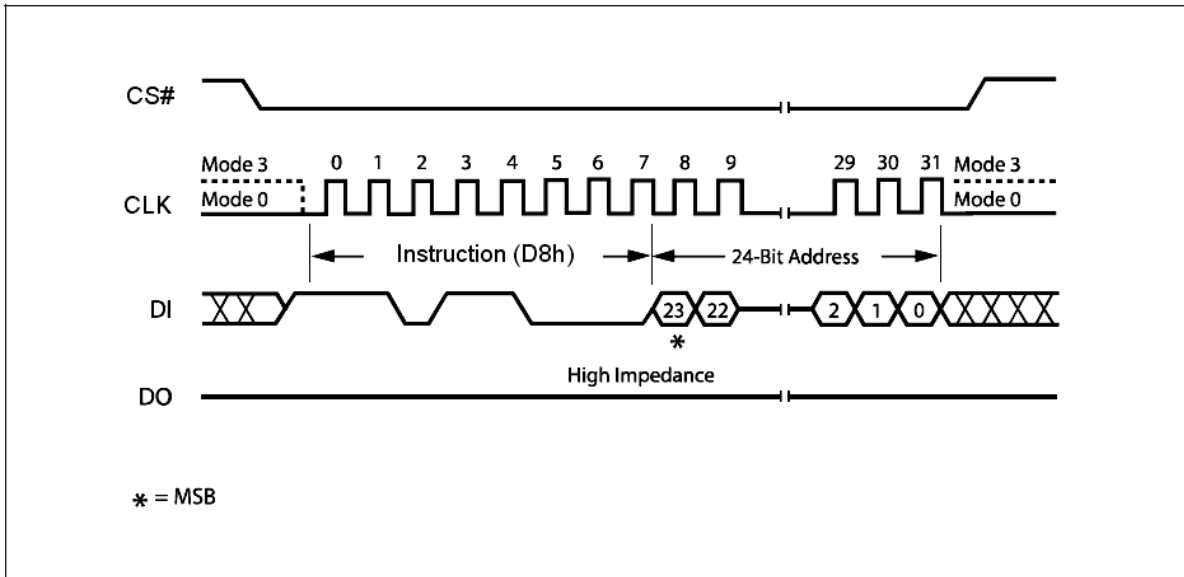 CS#
Mode 3 0 1 2 3 4 5 6 7 8 9 29 30 31 Mode 3
CLK Mode 0 Mode 0
Instruction (D8h) 24-Bit Address
DI 23 22 2 1 0
*
High Impedance
DO
* = MSB